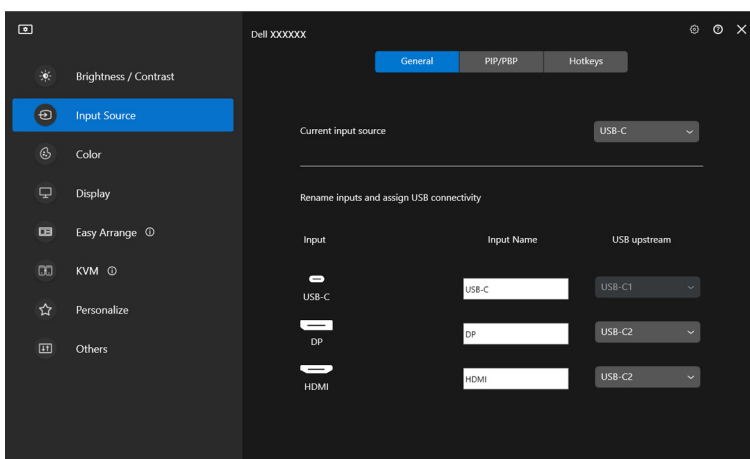 Dell XXXXXX
General PIP/PBP Hotkeys
Brightness / Contrast
Input Source
Color
Display
Easy Arrange
KVM
Personalize
Others
Current input source USB-C
Rename inputs and assign USB connectivity
Input Input Name USB upstream
USB-C USB-C USB-C1
DP DP USB-C2
HDMI HDMI USB-C2